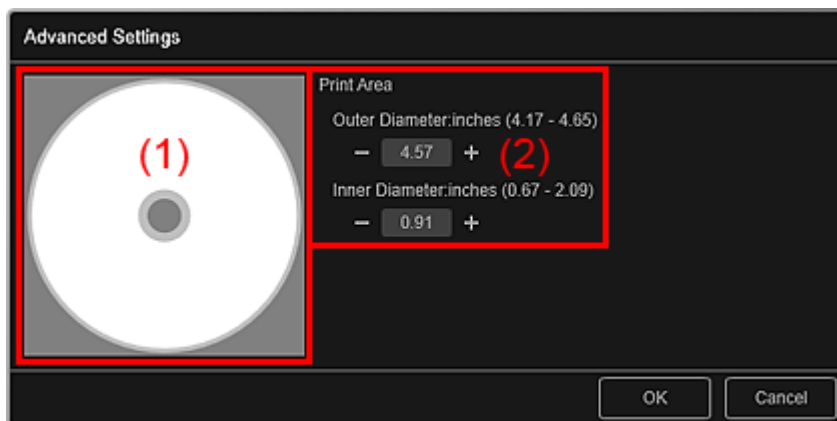 Advanced Settings
(1)
Print Area
Outer Diameter:inches (4.17 - 4.65)
− 4.57 + (2)
Inner Diameter:inches (0.67 - 2.09)
− 0.91 +
OK Cancel